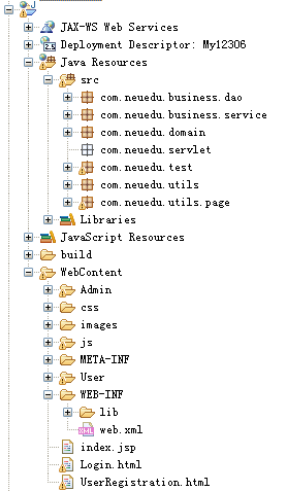 JAX-WS Web Services
Deployment Descriptor: My12306
Java Resources
src
com.neuedu.business.dao
com.neuedu.business.service
com.neuedu.domain
com.neuedu.servlet
com.neuedu.test
com.neuedu.utils
com.neuedu.utils.page
Libraries
JavaScript Resources
build
WebContent
Admin
css
images
js
META-INF
User
WEB-INF
lib
web.xml
index.jsp
Login.html
UserRegistration.html